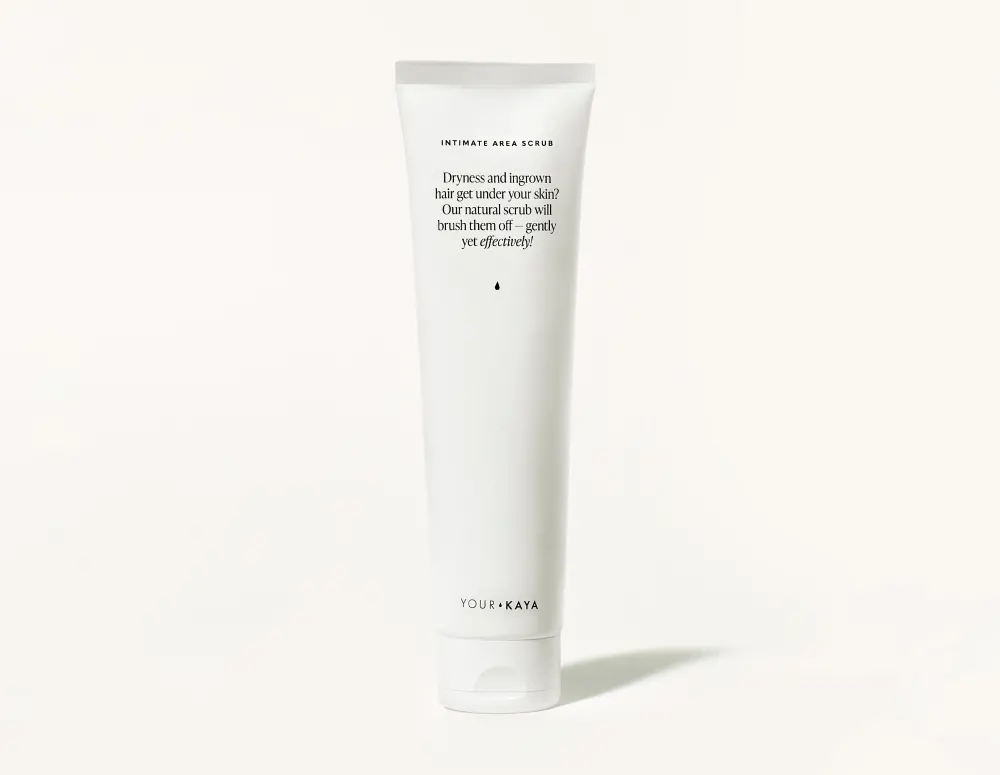 INTIMATE AREA SCRUB
Dryness and ingrown
hair get under your skin?
Our natural scrub will
brush them off – gently
yet effectively!
YOUR KAYA